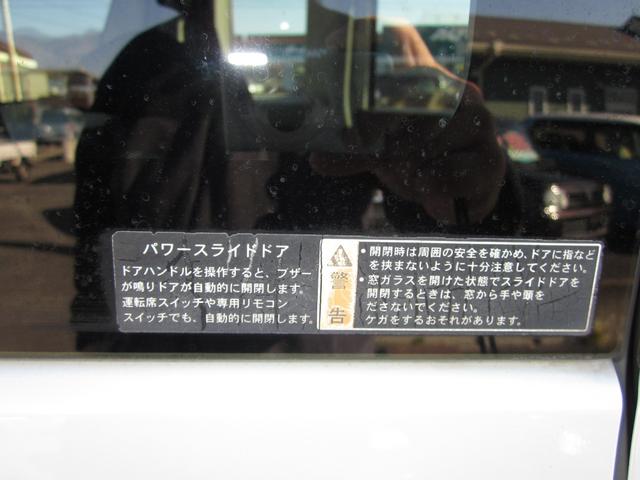 パワースライドドア
ドアハンドルを操作すると、ブザー
が鳴りドアが自動的に開閉します。
運転席スイッチや専用リモコン
スイッチでも、自動的に開閉します。
警告
・開閉時は周囲の安全を確かめ、ドアに指など
を挟まないように十分注意してください。
・窓ガラスを開けた状態でスライドドアを
開閉するときは、窓から手や頭を
ださないでください。
ケガをするおそれがあります。